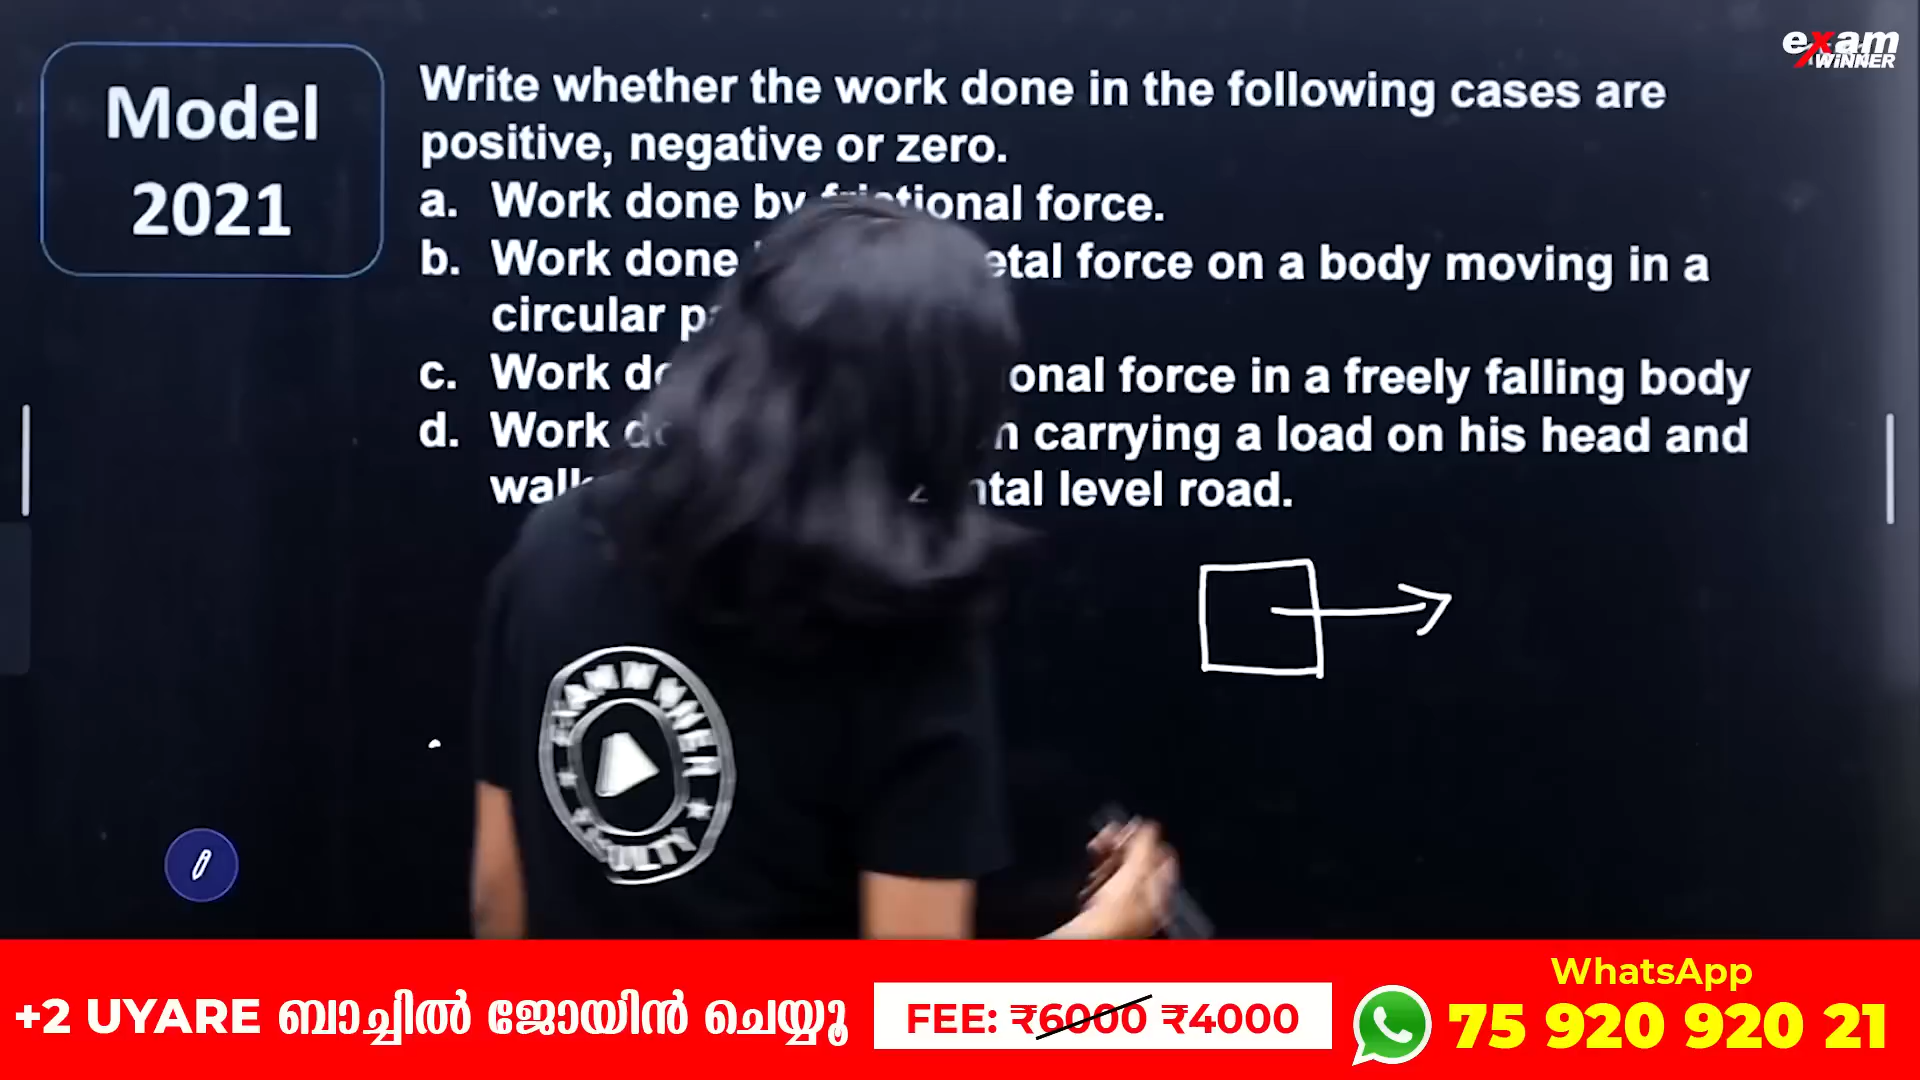 exam
WINNER
Model
2021
Write whether the work done in the following cases are
positive, negative or zero.
a. Work done by frictional force.
b. Work done etal force on a body moving in a
circular
c. Work onal force in a freely falling body
d. Work carrying a load on his head and
ntal level road.
+2 UYARE ബാച്ചിൽ ജോയിൻ ചെയ്യൂ
FEE: ₹6000 ₹4000
WhatsApp
75 920 920 21